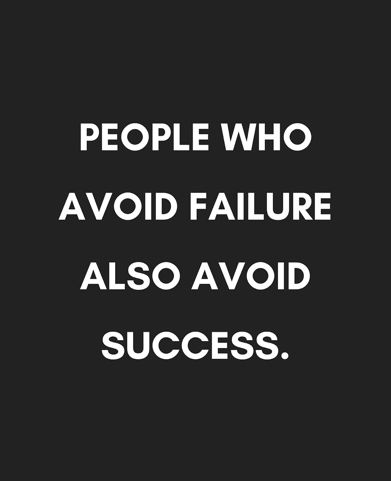 PEOPLE WHO
AVOID FAILURE
ALSO AVOID
SUCCESS.